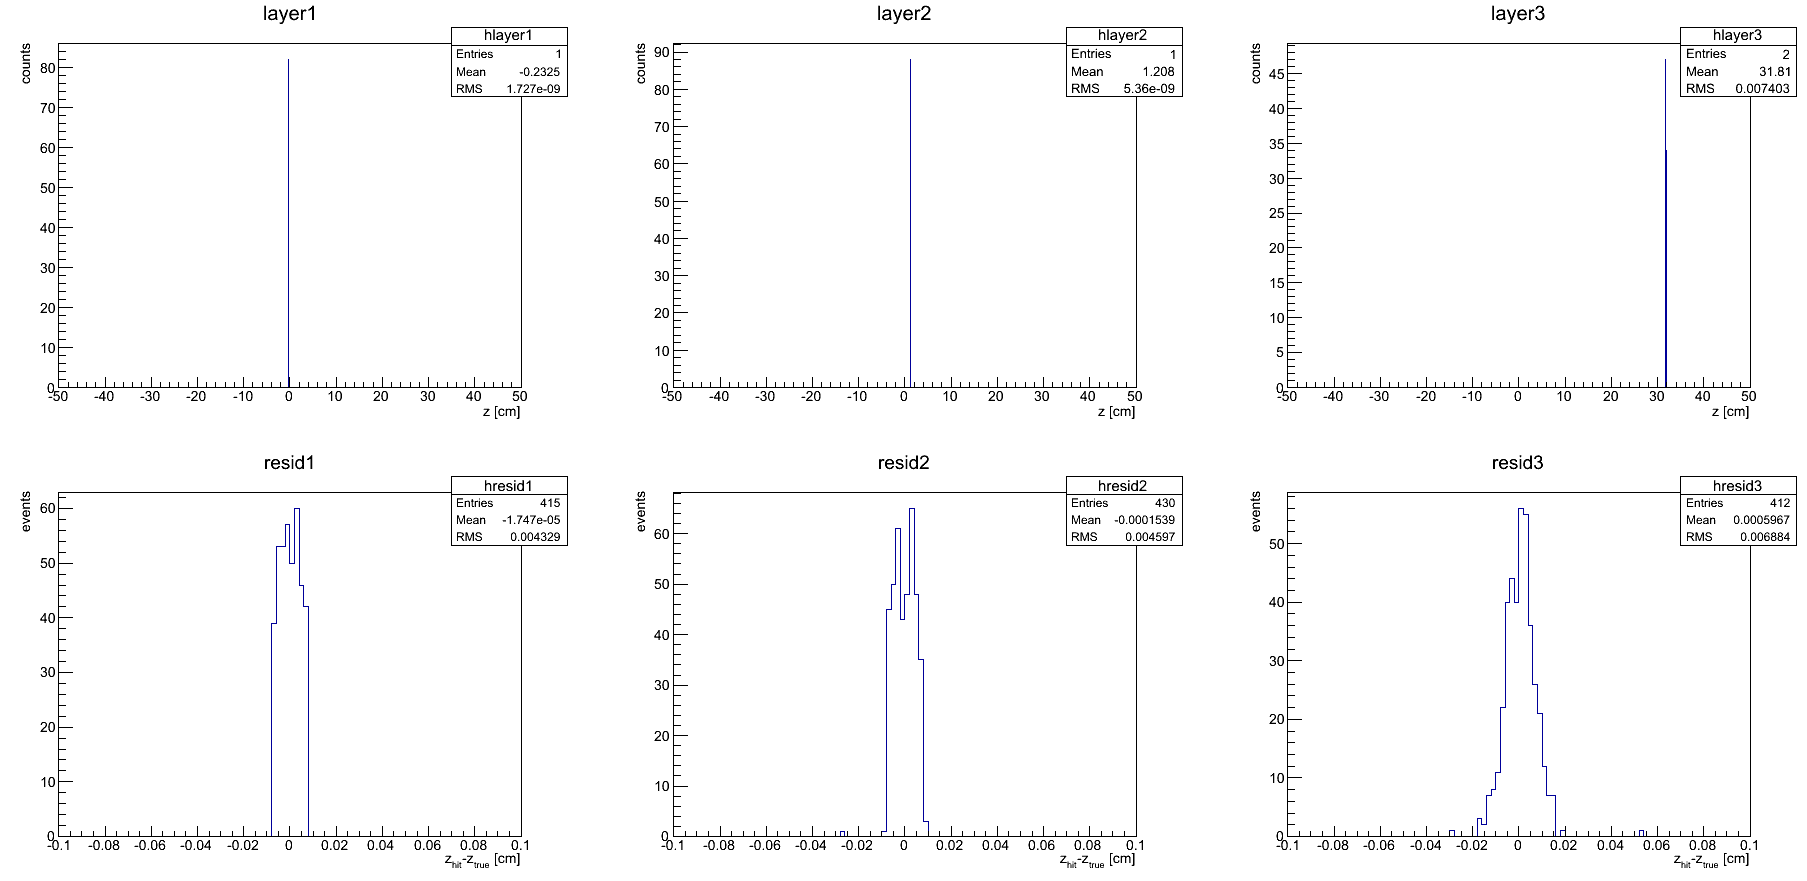 layer1
counts
hlayer1
Entries 1
Mean -0.2325
RMS 1.727e-09
80
70
60
50
40
30
20
10
0
-50 -40 -30 -20 -10 0 10 20 30 40 50
z [cm]
layer2
counts
hlayer2
Entries 1
Mean 1.208
RMS 5.36e-09
90
80
70
60
50
40
30
20
10
0
-50 -40 -30 -20 -10 0 10 20 30 40 50
z [cm]
layer3
counts
hlayer3
Entries 2
Mean 31.81
RMS 0.007403
45
40
35
30
25
20
15
10
5
0
-50 -40 -30 -20 -10 0 10 20 30 40 50
z [cm]
resid1
events
hresid1
Entries 415
Mean -1.747e-05
RMS 0.004329
60
50
40
30
20
10
0
-0.1 -0.08 -0.06 -0.04 -0.02 0 0.02 0.04 0.06 0.08 0.1
zhit-ztrue [cm]
resid2
events
hresid2
Entries 430
Mean -0.0001539
RMS 0.004597
60
50
40
30
20
10
0
-0.1 -0.08 -0.06 -0.04 -0.02 0 0.02 0.04 0.06 0.08 0.1
zhit-ztrue [cm]
resid3
events
hresid3
Entries 412
Mean 0.0005967
RMS 0.006884
50
40
30
20
10
0
-0.1 -0.08 -0.06 -0.04 -0.02 0 0.02 0.04 0.06 0.08 0.1
zhit-ztrue [cm]